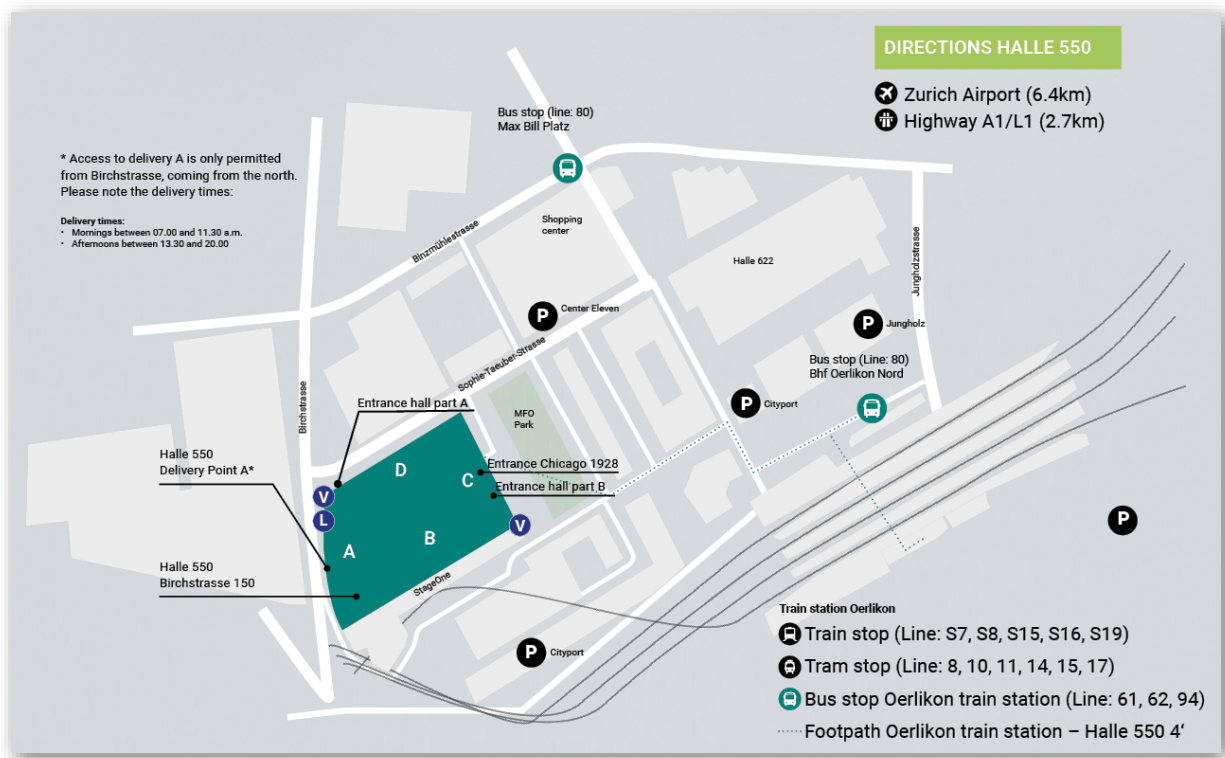 DIRECTIONS HALLE 550
Zurich Airport (6.4km)
Highway A1/L1 (2.7km)
Bus stop (line: 80)
Max Bill Platz
* Access to delivery A is only permitted
from Birchstrasse, coming from the north.
Please note the delivery times:
Delivery times:
• Mornings between 07.00 and 11.30 a.m.
• Afternoons between 13.30 and 20.00
Binzmühlestrasse
Shopping
center
Halle 622
Jungholzstrasse
P
Center Eleven
P
Jungholz
Sophie-Taeuber-Strasse
Bus stop (Line: 80)
Bhf Oerlikon Nord
Birchstrasse
Entrance hall part A
MFO
Park
P
Cityport
Halle 550
Delivery Point A*
D
C
Entrance Chicago 1928
Entrance hall part B
V
L
V
A
B
P
Halle 550
Birchstrasse 150
StageOne
P
Cityport
Train station Oerlikon
Train stop (Line: S7, S8, S15, S16, S19)
Tram stop (Line: 8, 10, 11, 14, 15, 17)
Bus stop Oerlikon train station (Line: 61, 62, 94)
Footpath Oerlikon train station – Halle 550 4‘